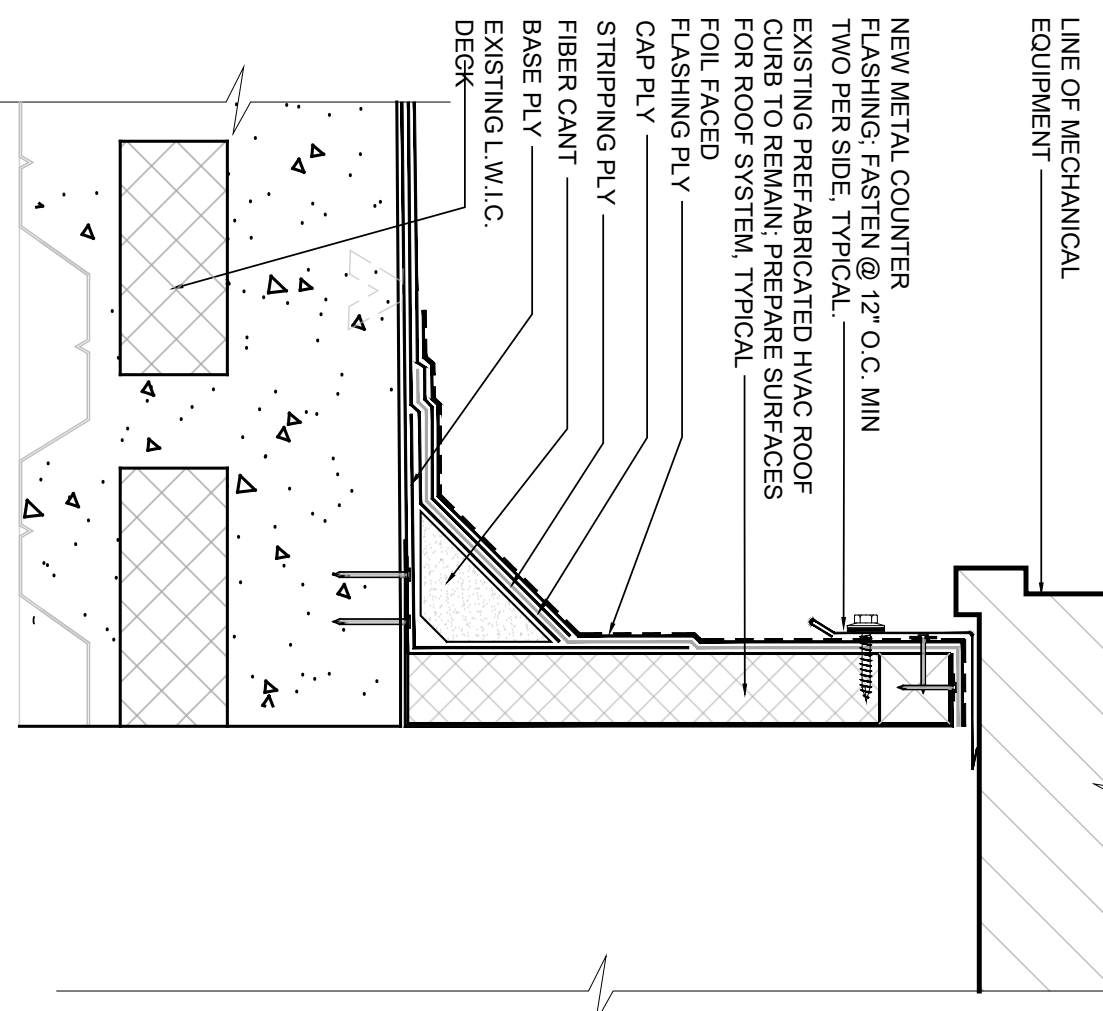 LINE OF MECHANICAL
EQUIPMENT
NEW METAL COUNTER
FLASHING; FASTEN @ 12" O.C. MIN
TWO PER SIDE, TYPICAL.
EXISTING PREFABRICATED HVAC ROOF
CURB TO REMAIN; PREPARE SURFACES
FOR ROOF SYSTEM, TYPICAL
FOIL FACED
FLASHING PLY
CAP PLY
STRIPPING PLY
FIBER CANT
BASE PLY
EXISTING L.W.I.C.
DECK